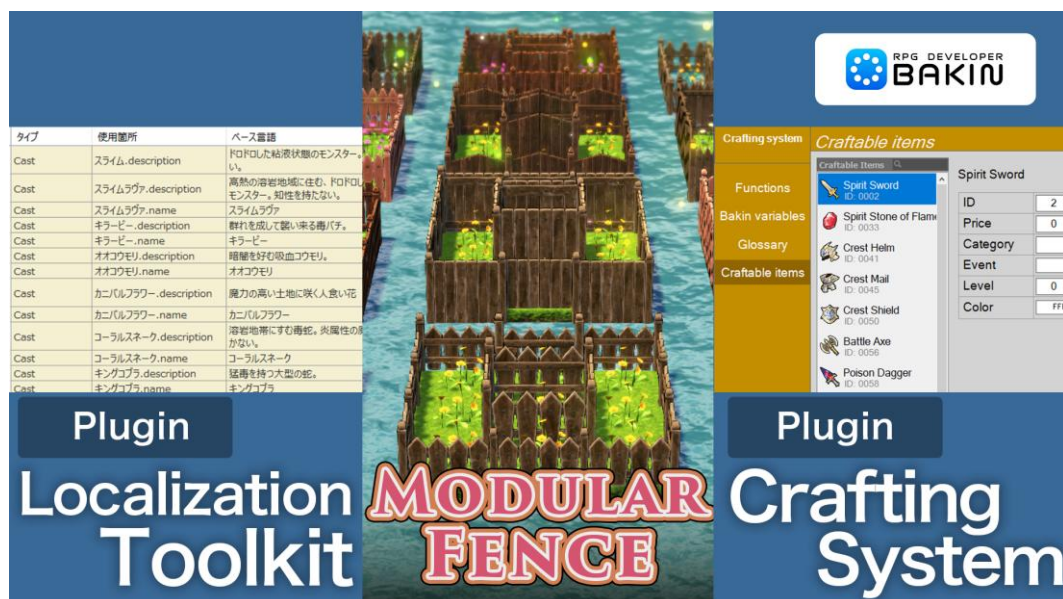 タイプ 使用箇所 ベース言語
Cast スライム.description ドロドロした粘液状態のモンスター。
い。
Cast スライムラヴァ.description 高熱の溶岩地域に住む、ドロドロし
モンスター。知性を持たない。
Cast スライムラヴァ.name スライムラヴァ
Cast キラービー.description 群れを成して襲い来る毒バチ。
Cast キラービー.name キラービー
Cast オオコウモリ.description 暗闇を好む吸血コウモリ。
Cast オオコウモリ.name オオコウモリ
Cast カニバルフラワー.description 魔力の高い土地に咲く人食い花
Cast カニバルフラワー.name カニバルフラワー
Cast コーラルスネーク.description 溶岩地帯にすむ毒蛇。炎属性の
かない。
Cast コーラルスネーク.name コーラルスネーク
Cast キングコブラ.description 猛毒を持つ大型の蛇。
Cast キングコブラ.name キングコブラ
Plugin
Localization
Toolkit
MODULAR
FENCE
RPG DEVELOPER
BAKIN
Crafting system
Functions
Bakin variables
Glossary
Craftable items
Craftable items
Craftable Items
Spirit Sword
ID: 0002
Spirit Stone of Flam
ID: 0033
Crest Helm
ID: 0041
Crest Mail
ID: 0045
Crest Shield
ID: 0050
Battle Axe
ID: 0056
Poison Dagger
ID: 0058
Spirit Sword
ID 2
Price 0
Category
Event
Level 0
Color FF
Plugin
Crafting
System